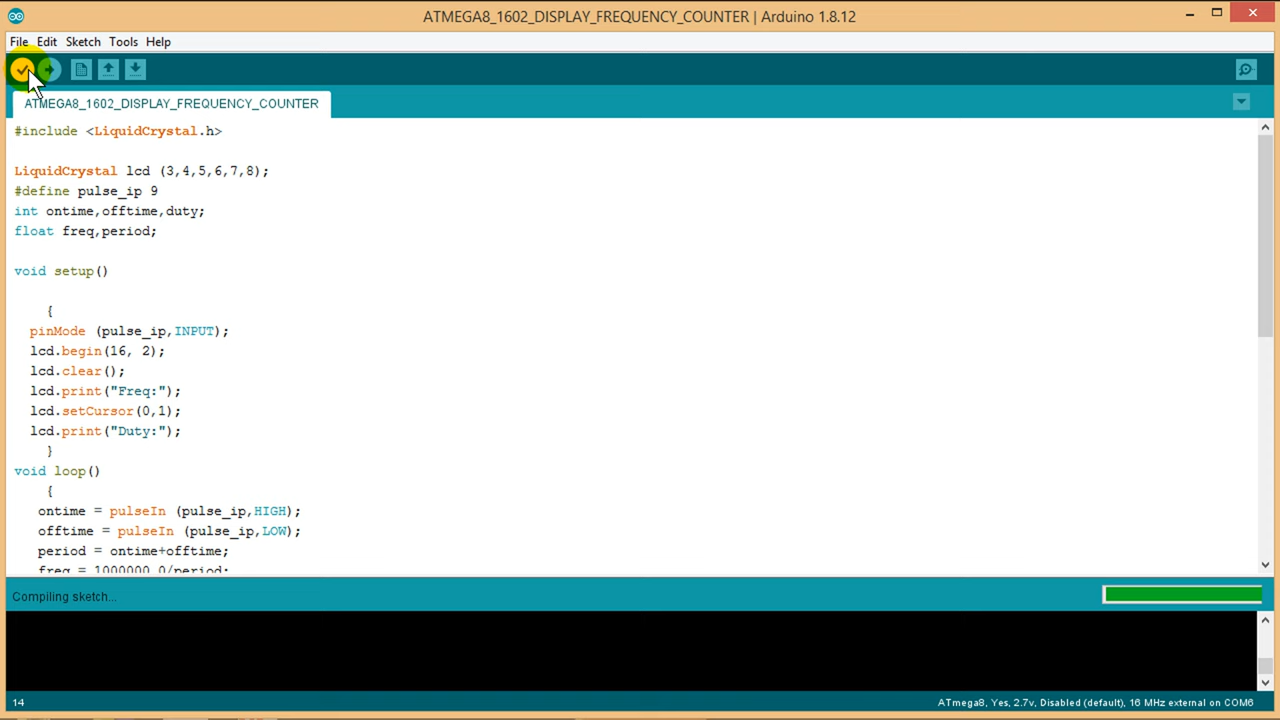 ATMEGA8_1602_DISPLAY_FREQUENCY_COUNTER | Arduino 1.8.12
File Edit Sketch Tools Help
ATMEGA8_1602_DISPLAY_FREQUENCY_COUNTER
#include <LiquidCrystal.h>
LiquidCrystal lcd (3,4,5,6,7,8);
#define pulse_ip 9
int ontime,offtime,duty;
float freq,period;
void setup()
{
pinMode (pulse_ip,INPUT);
lcd.begin(16, 2);
lcd.clear();
lcd.print("Freq:");
lcd.setCursor(0,1);
lcd.print("Duty:");
}
void loop()
{
ontime = pulseIn (pulse_ip,HIGH);
offtime = pulseIn (pulse_ip,LOW);
period = ontime+offtime;
freq = 1000000.0/period;
Compiling sketch...
14
ATmega8, Yes, 2.7v, Disabled (default), 16 MHz external on COM6